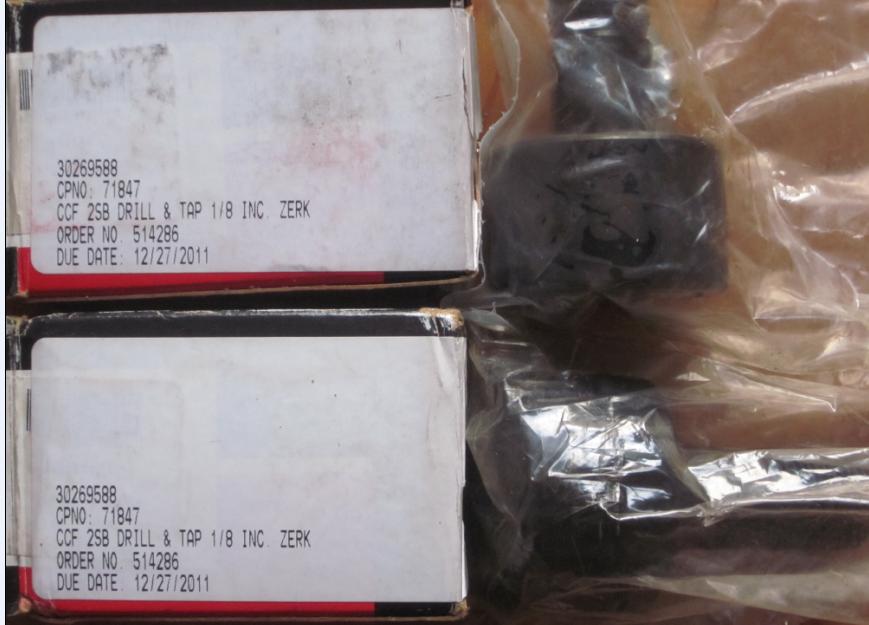 30269588
CPNO: 71847
CCF 2SB DRILL & TAP 1/8 INC. ZERK
ORDER NO. 514286
DUE DATE: 12/27/2011
30269588
CPNO: 71847
CCF 2SB DRILL & TAP 1/8 INC. ZERK
ORDER NO. 514286
DUE DATE: 12/27/2011